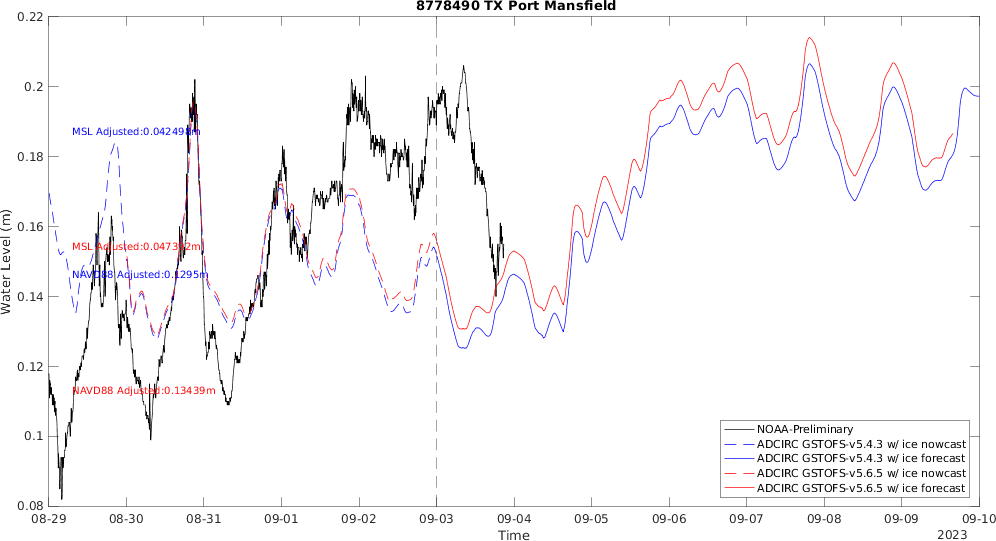 8778490 TX Port Mansfield
0.22
0.2
0.18
0.16
0.14
0.12
0.1
0.08
Water Level (m)
MSL Adjusted:0.042498m
NAVD88 Adjusted:0.1295m
NAVD88 Adjusted:0.13439m
NOAA-Preliminary
ADCIRC GSTOFS-v5.4.3 w/ ice nowcast
ADCIRC GSTOFS-v5.4.3 w/ ice forecast
ADCIRC GSTOFS-v5.6.5 w/ ice nowcast
ADCIRC GSTOFS-v5.6.5 w/ ice forecast
08-29 08-30 08-31 09-01 09-02 09-03 09-04 09-05 09-06 09-07 09-08 09-09 09-10
Time
2023